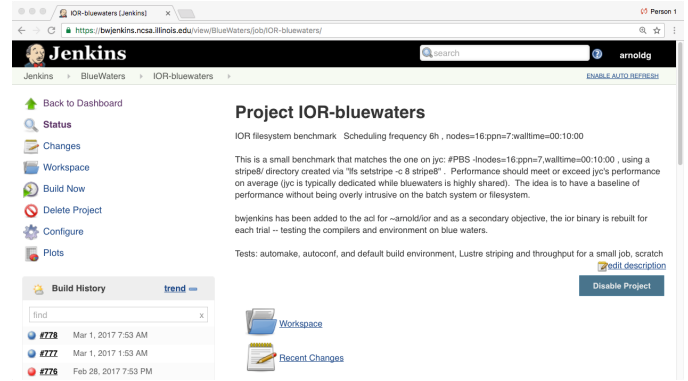 IOR-bluewaters [Jenkins]
Person 1
https://bwjenkins.ncsa.illinois.edu/view/BlueWaters/job/IOR-bluewaters/
Jenkins
search
arnoldg
Jenkins
BlueWaters
IOR-bluewaters
ENABLE AUTO REFRESH
Back to Dashboard
Status
Changes
Workspace
Build Now
Delete Project
Configure
Plots
Build History
trend
find
x
#778 Mar 1, 2017 7:53 AM
#777 Mar 1, 2017 1:53 AM
#776 Feb 28, 2017 7:53 PM
Project IOR-bluewaters
IOR filesystem benchmark Scheduling frequency 6h , nodes=16:ppn=7:walltime=00:10:00
This is a small benchmark that matches the one on jyc: #PBS -lnodes=16:ppn=7,walltime=00:10:00 , using a
stripe8/ directory created via "lfs setstripe -c 8 stripe8" . Performance should meet or exceed jyc's performance
on average (jyc is typically dedicated while bluewaters is highly shared). The idea is to have a baseline of
performance without being overly intrusive on the batch system or filesystem.
bwjenkins has been added to the acl for ~arnold/ior and as a secondary objective, the ior binary is rebuilt for
each trial -- testing the compilers and environment on blue waters.
Tests: automake, autoconf, and default build environment, Lustre striping and throughput for a small job, scratch
edit description
Disable Project
Workspace
Recent Changes